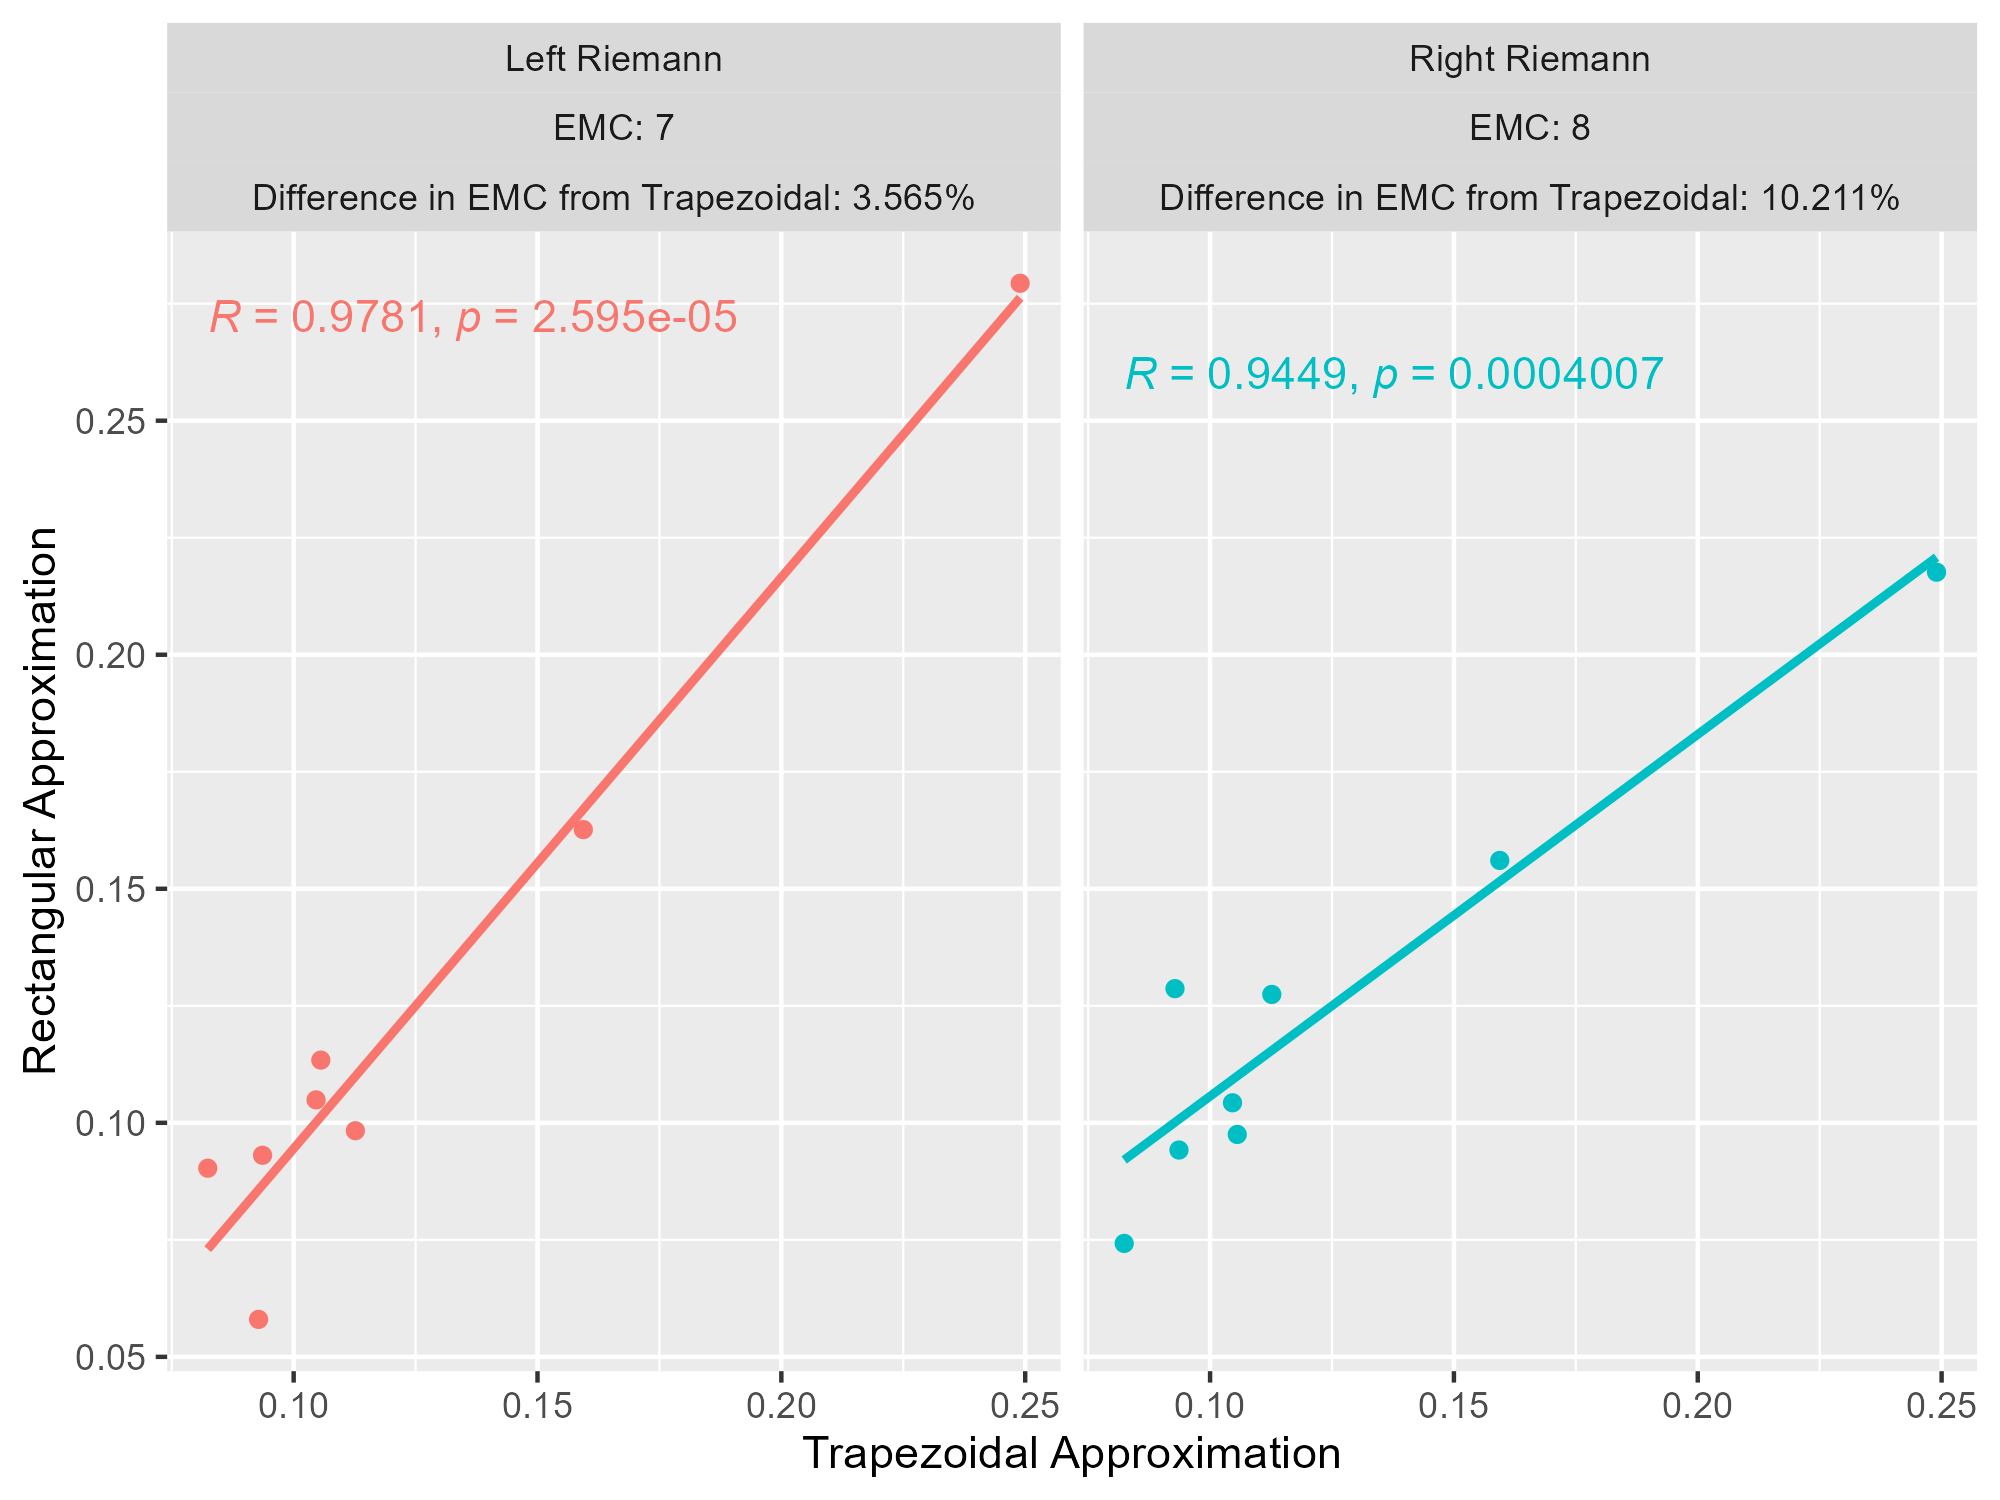 Left Riemann
EMC: 7
Difference in EMC from Trapezoidal: 3.565%
Right Riemann
EMC: 8
Difference in EMC from Trapezoidal: 10.211%
R = 0.9781, p = 2.595e-05
R = 0.9449, p = 0.0004007
Rectangular Approximation
0.25
0.20
0.15
0.10
0.05
0.10 0.15 0.20 0.25
0.10 0.15 0.20 0.25
Trapezoidal Approximation